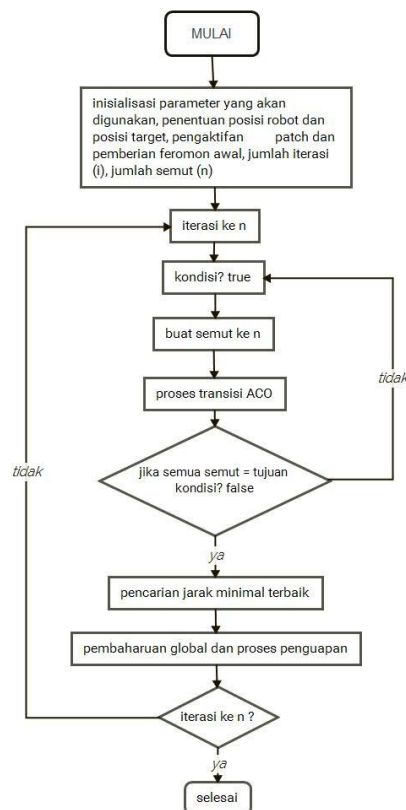 MULAI
inisialisasi parameter yang akan
digunakan, penentuan posisi robot dan
posisi target, pengaktifan patch dan
pemberian feromon awal, jumlah iterasi
(i), jumlah semut (n)
iterasi ke n
kondisi? true
buat semut ke n
proses transisi ACO
tidak
tidak
jika semua semut = tujuan
kondisi? false
ya
pencarian jarak minimal terbaik
pembaharuan global dan proses penguapan
iterasi ke n ?
ya
selesai